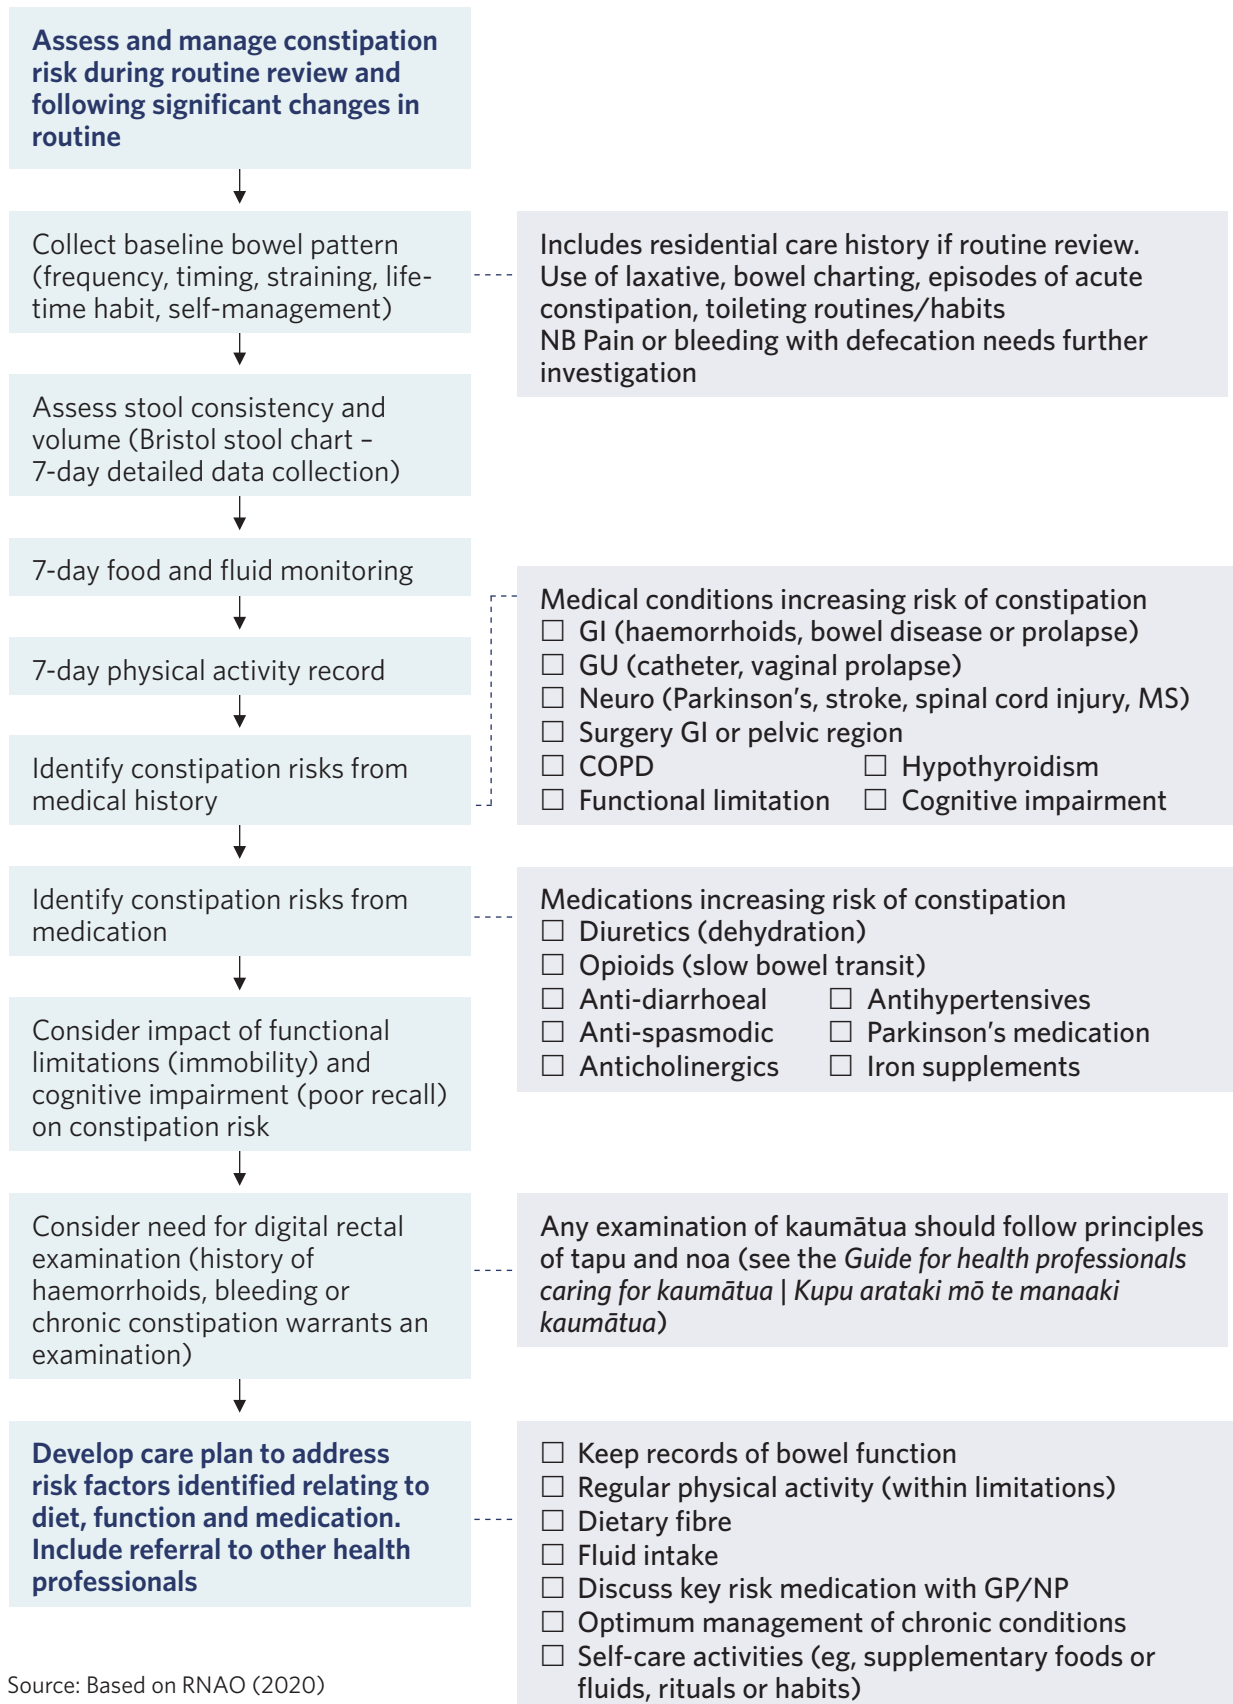 Assess and manage constipation
risk during routine review and
following significant changes in
routine
Collect baseline bowel pattern
(frequency, timing, straining, life-
time habit, self-management)
Includes residential care history if routine review.
Use of laxative, bowel charting, episodes of acute
constipation, toileting routines/habits
NB Pain or bleeding with defecation needs further
investigation
Assess stool consistency and
volume (Bristol stool chart –
7-day detailed data collection)
7-day food and fluid monitoring
7-day physical activity record
Identify constipation risks from
medical history
Medical conditions increasing risk of constipation
☐ GI (haemorrhoids, bowel disease or prolapse)
☐ GU (catheter, vaginal prolapse)
☐ Neuro (Parkinson's, stroke, spinal cord injury, MS)
☐ Surgery GI or pelvic region
☐ COPD ☐ Hypothyroidism
☐ Functional limitation ☐ Cognitive impairment
Identify constipation risks from
medication
Medications increasing risk of constipation
☐ Diuretics (dehydration)
☐ Opioids (slow bowel transit)
☐ Anti-diarrhoeal ☐ Antihypertensives
☐ Anti-spasmodic ☐ Parkinson's medication
☐ Anticholinergics ☐ Iron supplements
Consider impact of functional
limitations (immobility) and
cognitive impairment (poor recall)
on constipation risk
Consider need for digital rectal
examination (history of
haemorrhoids, bleeding or
chronic constipation warrants an
examination)
Any examination of kaumātua should follow principles
of tapu and noa (see the Guide for health professionals
caring for kaumātua | Kupu arataki mō te manaaki
kaumātua)
Develop care plan to address
risk factors identified relating to
diet, function and medication.
Include referral to other health
professionals
☐ Keep records of bowel function
☐ Regular physical activity (within limitations)
☐ Dietary fibre
☐ Fluid intake
☐ Discuss key risk medication with GP/NP
☐ Optimum management of chronic conditions
☐ Self-care activities (eg, supplementary foods or
fluids, rituals or habits)
Source: Based on RNAO (2020)